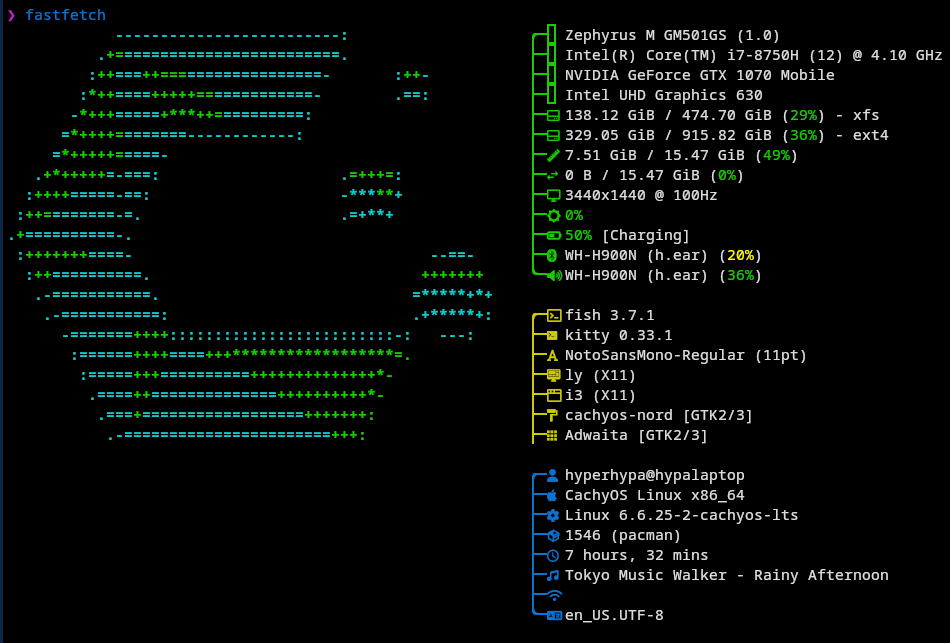 ❯ fastfetch
Zephyrus M GM501GS (1.0)
Intel(R) Core(TM) i7-8750H (12) @ 4.10 GHz
NVIDIA GeForce GTX 1070 Mobile
Intel UHD Graphics 630
138.12 GiB / 474.70 GiB (29%) - xfs
329.05 GiB / 915.82 GiB (36%) - ext4
7.51 GiB / 15.47 GiB (49%)
0 B / 15.47 GiB (0%)
3440x1440 @ 100Hz
0%
50% [Charging]
WH-H900N (h.ear) (20%)
WH-H900N (h.ear) (36%)
fish 3.7.1
kitty 0.33.1
NotoSansMono-Regular (11pt)
ly (X11)
i3 (X11)
cachyos-nord [GTK2/3]
Adwaita [GTK2/3]
hyperhypa@hypalaptop
CachyOS Linux x86_64
Linux 6.6.25-2-cachyos-lts
1546 (pacman)
7 hours, 32 mins
Tokyo Music Walker - Rainy Afternoon
en_US.UTF-8